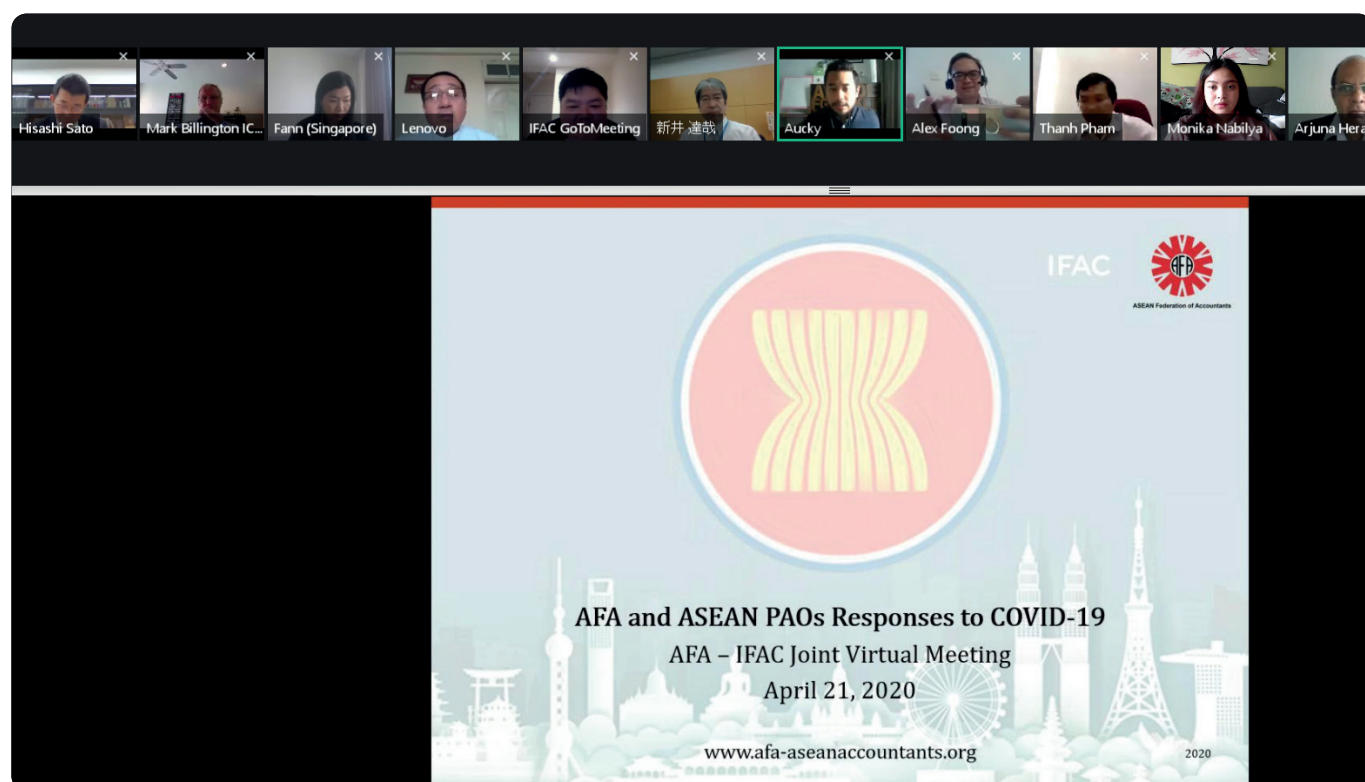 Hisashi Sato
Mark Billington IC...
Fann (Singapore)
Lenovo
IFAC GoToMeeting
新井 達哉
Aucky
Alex Foong
Thanh Pham
Monika Nabilya
Arjuna Hera
IFAC
AFA
ASEAN Federation of Accountants
AFA and ASEAN PAOs Responses to COVID-19
AFA – IFAC Joint Virtual Meeting
April 21, 2020
www.afa-aseanaccountants.org
2020